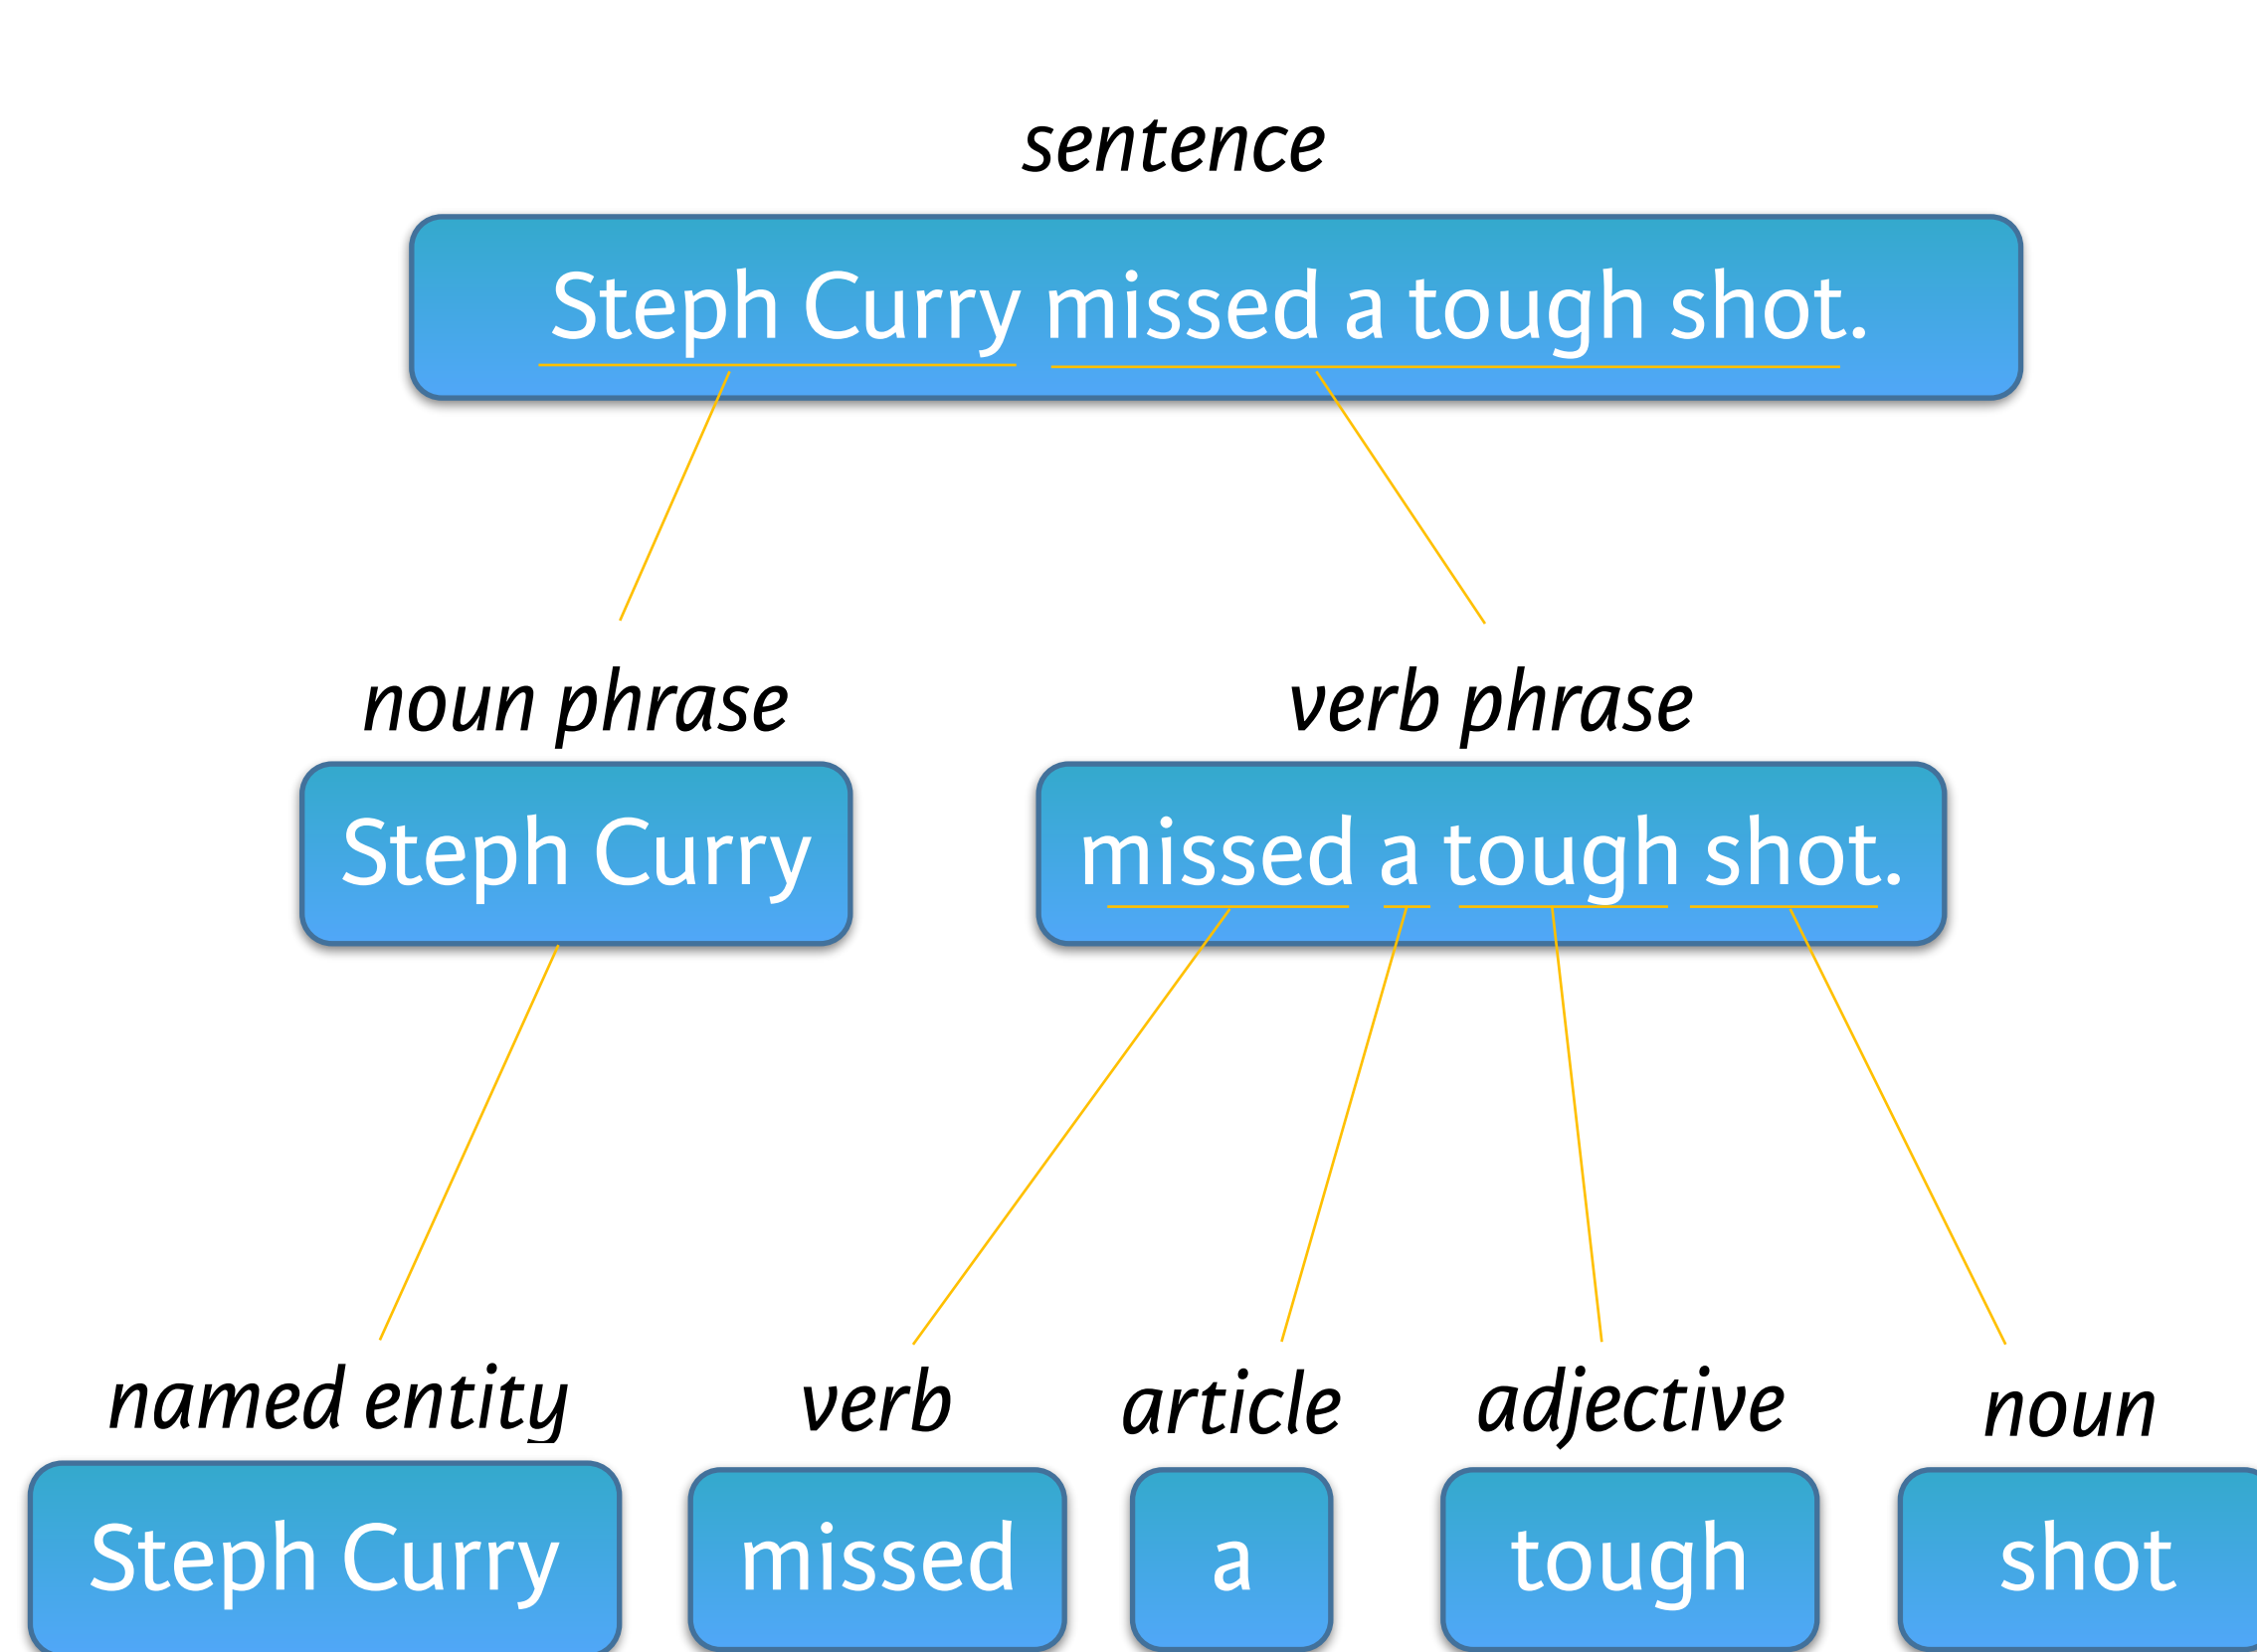 sentence
Steph Curry missed a tough shot.
noun phrase
verb phrase
Steph Curry
missed a tough shot.
named entity
verb
article
adjective
noun
Steph Curry
missed
a
tough
shot